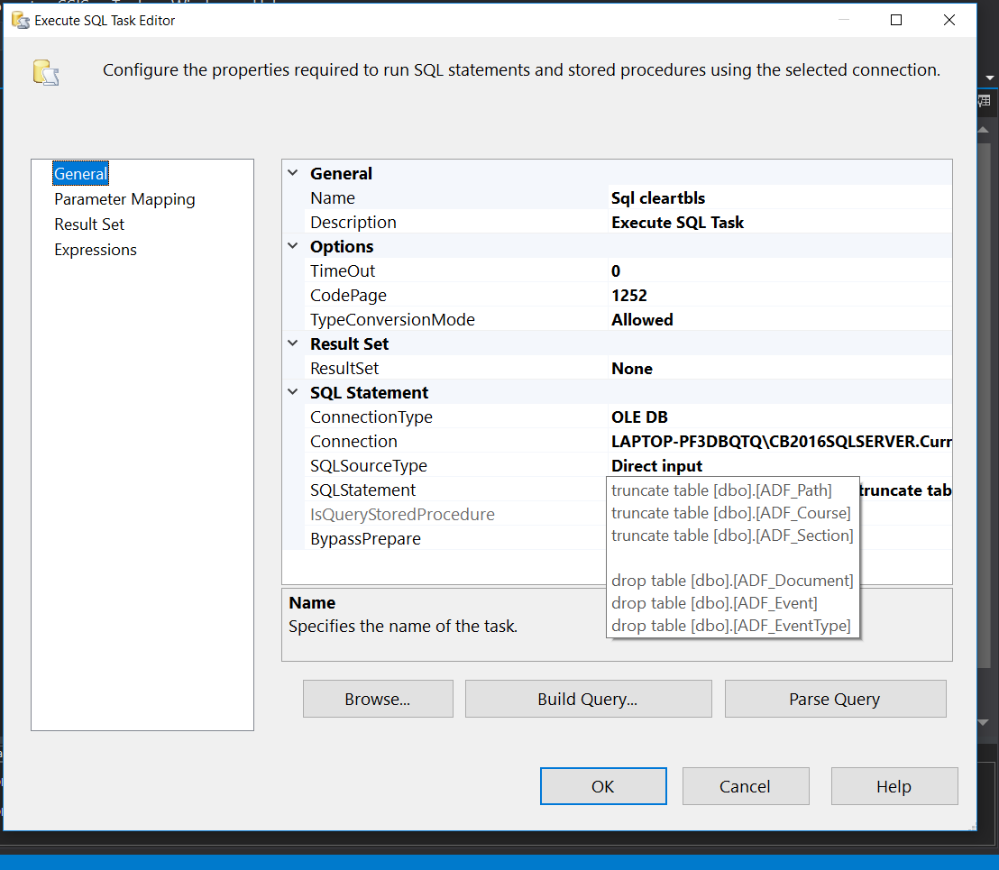 Execute SQL Task Editor
Configure the properties required to run SQL statements and stored procedures using the selected connection.
General
Parameter Mapping
Result Set
Expressions
General
Name Sql cleartbls
Description Execute SQL Task
Options
TimeOut 0
CodePage 1252
TypeConversionMode Allowed
Result Set
ResultSet None
SQL Statement
ConnectionType OLE DB
Connection LAPTOP-PF3DBQTQ\CB2016SQLSERVER.Curr
SQLSourceType Direct input
SQLStatement truncate tab
IsQueryStoredProcedure
BypassPrepare
truncate table [dbo].[ADF_Path]
truncate table [dbo].[ADF_Course]
truncate table [dbo].[ADF_Section]
drop table [dbo].[ADF_Document]
drop table [dbo].[ADF_Event]
drop table [dbo].[ADF_EventType]
Name
Specifies the name of the task.
Browse...
Build Query...
Parse Query
OK
Cancel
Help